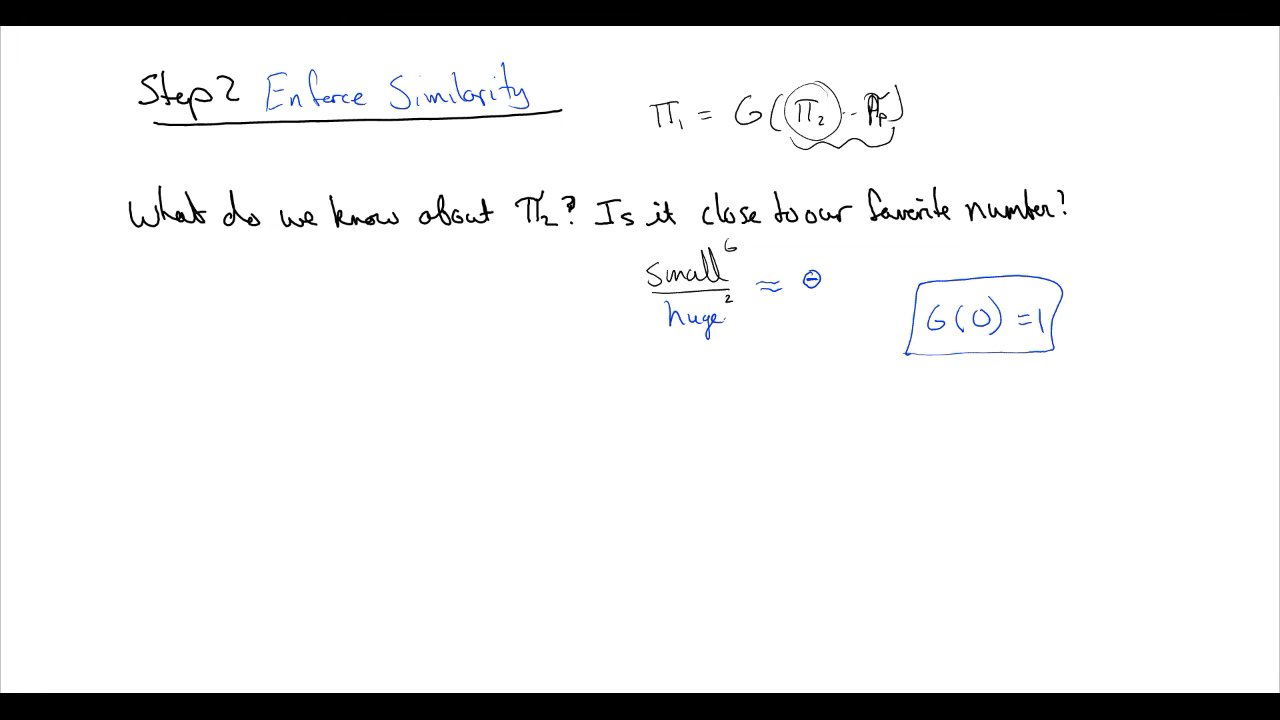 Step 2 Enforce Similarity
Π₁ = G(Π₂ ·· Πₚ)
What do we know about Π₂? Is it close to our favorite number?
small⁶
huge² ≈ 0
G(0) = 1